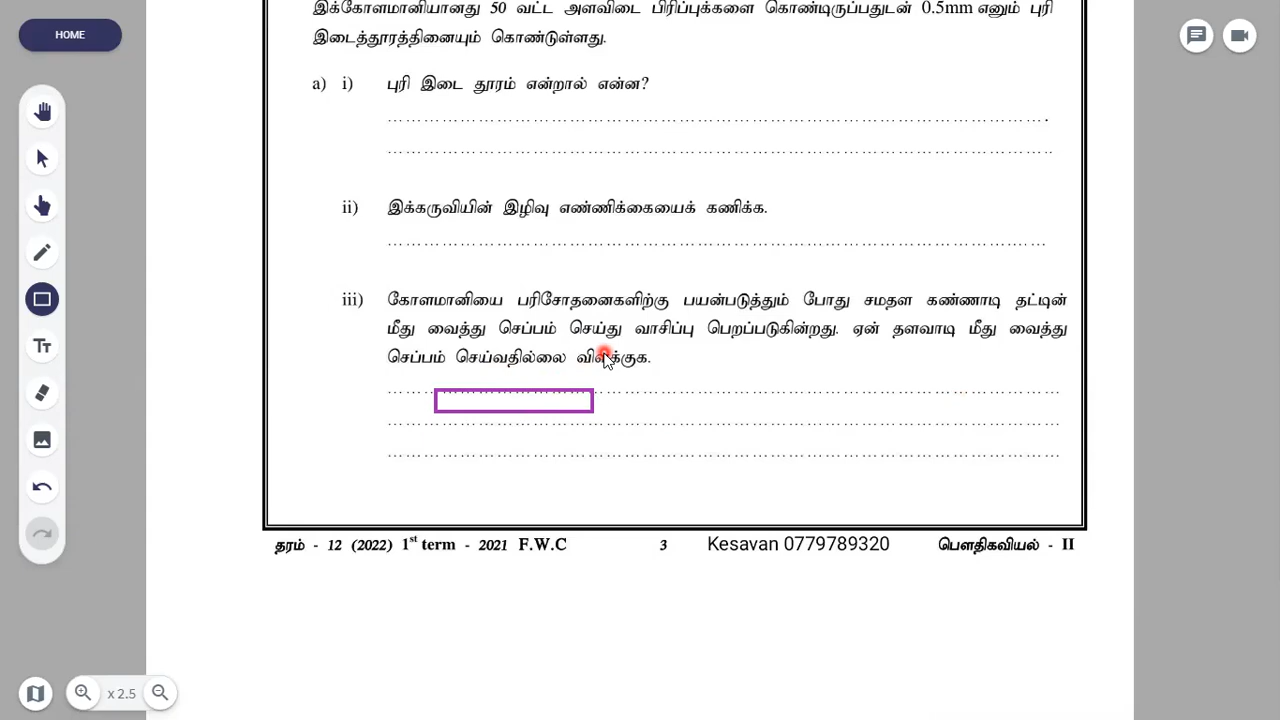 HOME
இக்கோளமானியானது 50 வட்ட அளவிடை பிரிப்புக்களை கொண்டிருப்பதுடன் 0.5mm எனும் புரி
இடைத்தூரத்தினையும் கொண்டுள்ளது.
a) i) புரி இடை தூரம் என்றால் என்ன?
ii) இக்கருவியின் இழிவு எண்ணிக்கையைக் கணிக்க.
iii) கோளமானியை பரிசோதனைகளிற்கு பயன்படுத்தும் போது சமதள கண்ணாடி தட்டின்
மீது வைத்து செப்பம் செய்து வாசிப்பு பெறப்படுகின்றது. ஏன் தளவாடி மீது வைத்து
செப்பம் செய்வதில்லை விளக்குக.
தரம் - 12 (2022) 1st term - 2021 F.W.C 3 Kesavan 0779789320 பௌதிகவியல் - II
Tт
x 2.5